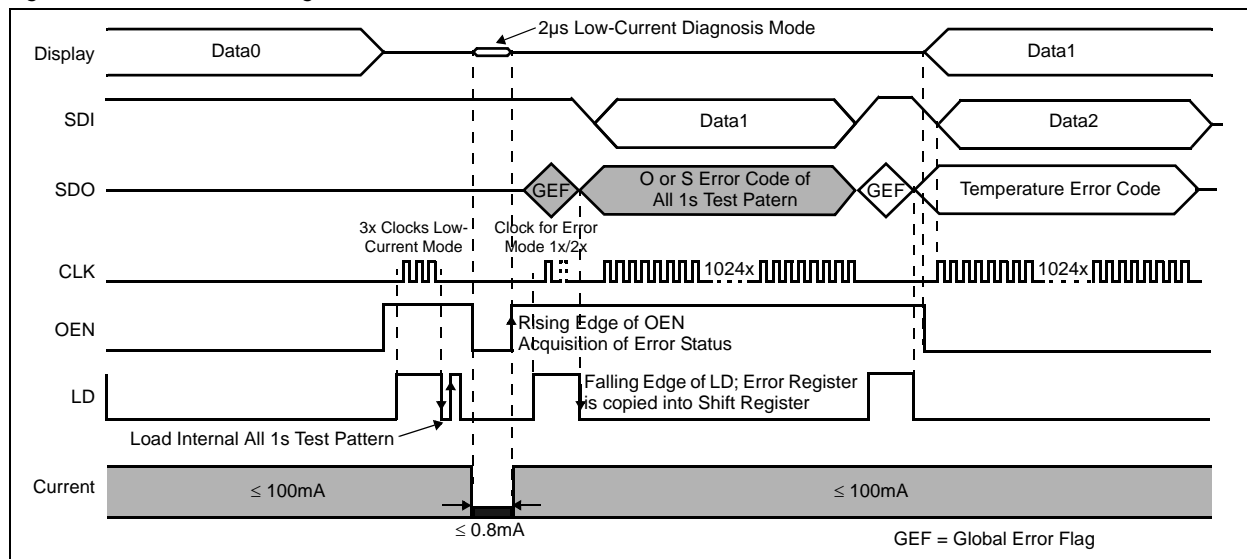 2µs Low-Current Diagnosis Mode
Display
Data0
Data1
SDI
Data1
Data2
SDO
GEF
O or S Error Code of
All 1s Test Patern
GEF
Temperature Error Code
3x Clocks Low-
Current Mode
Clock for Error
Mode 1x/2x
CLK
1024x
1024x
OEN
Rising Edge of OEN
Acquisition of Error Status
LD
Falling Edge of LD; Error Register
is copied into Shift Register
Load Internal All 1s Test Pattern
Current
≤ 100mA
≤ 100mA
≤ 0.8mA
GEF = Global Error Flag